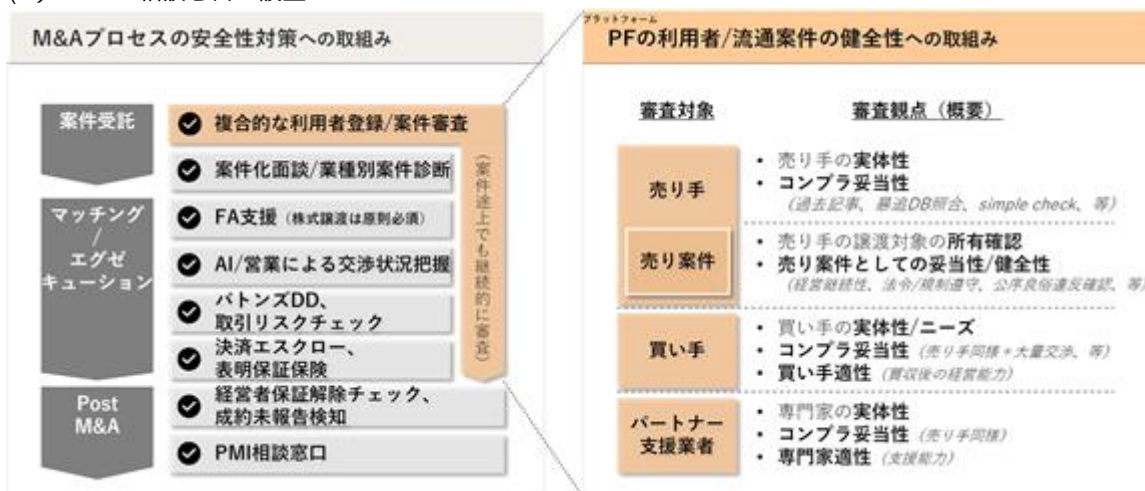 M&Aプロセスの安全性対策への取組み
案件受託
複合的な利用者登録/案件審査
案件化面談/業種別案件診断
マッチング
/
エグゼ
キューション
FA支援（株式譲渡は原則必須）
AI/営業による交渉状況把握
バトンズDD、
取引リスクチェック
決済エスクロー、
表明保証保険
Post
M&A
経営者保証解除チェック、
成約未報告検知
PMI相談窓口
（案件途上でも継続的に審査）
プラットフォーム
PFの利用者/流通案件の健全性への取組み
審査対象
審査観点（概要）
売り手
• 売り手の実体性
• コンプラ妥当性
（過去記事、暴追DB照合、simple check、等）
売り案件
• 売り手の譲渡対象の所有確認
• 売り案件としての妥当性/健全性
（経営継続性、法令/規制遵守、公序良俗違反確認、等）
買い手
• 買い手の実体性/ニーズ
• コンプラ妥当性（売り手同様＋大量交渉、等）
• 買い手適性（買収後の経営能力）
パートナー
支援業者
• 専門家の実体性
• コンプラ妥当性（売り手同様）
• 専門家適性（支援能力）